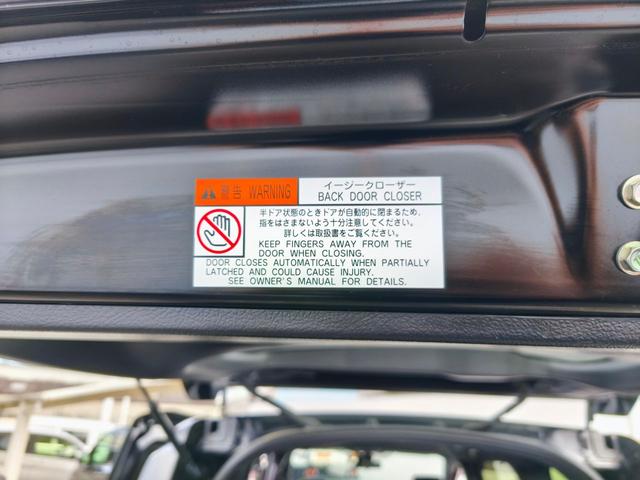 警告 WARNING
イージークローザー
BACK DOOR CLOSER
半ドア状態のときドアが自動的に閉まるため、
指をはさまないよう十分注意してください。
詳しくは取扱書をご覧ください。
KEEP FINGERS AWAY FROM THE
DOOR WHEN CLOSING.
DOOR CLOSES AUTOMATICALLY WHEN PARTIALLY
LATCHED AND COULD CAUSE INJURY.
SEE OWNER'S MANUAL FOR DETAILS.